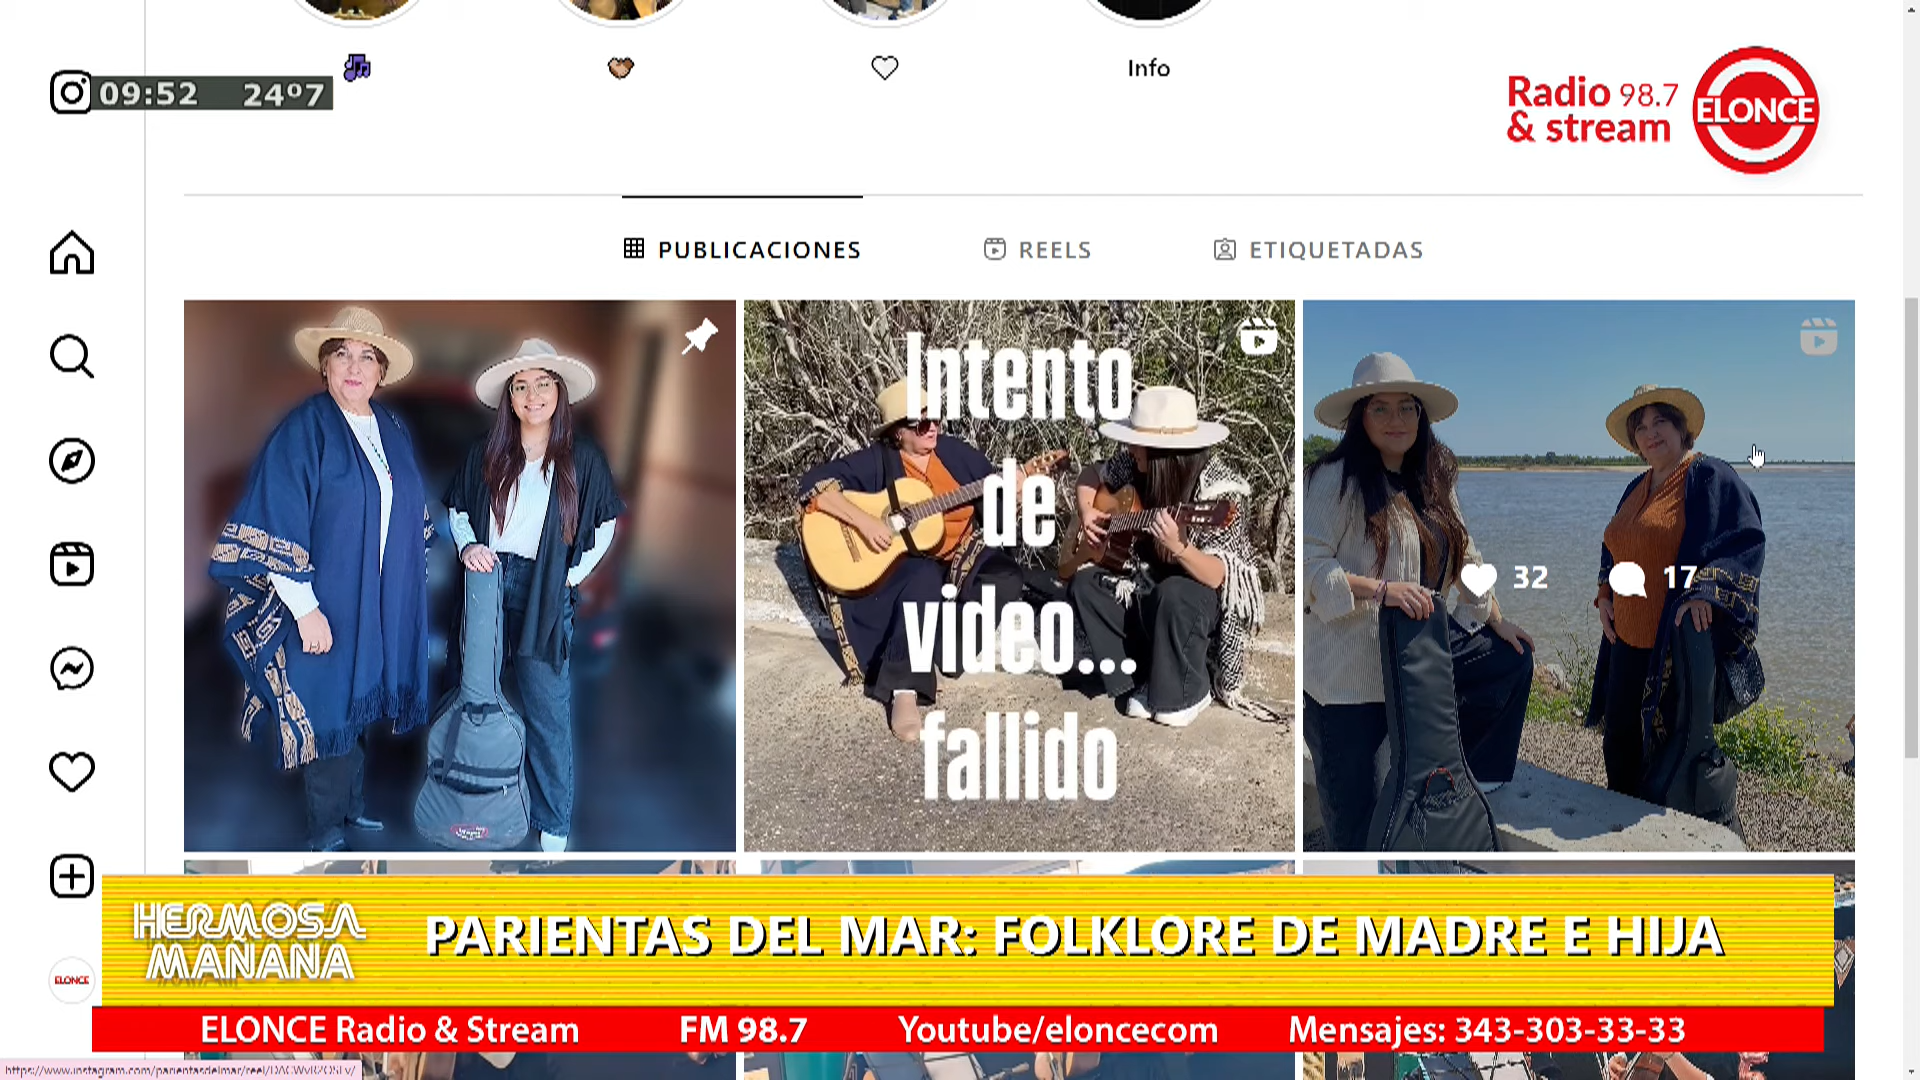 Info
09:52 24º7
Radio 98.7
& stream
ELONCE
PUBLICACIONES
REELS
ETIQUETADAS
Intento
de
video...
fallido
32
17
HERMOSA
MAÑANA
PARIENTAS DEL MAR: FOLKLORE DE MADRE E HIJA
ELONCE
ELONCE Radio & Stream FM 98.7 Youtube/eloncecom Mensajes: 343-303-33-33